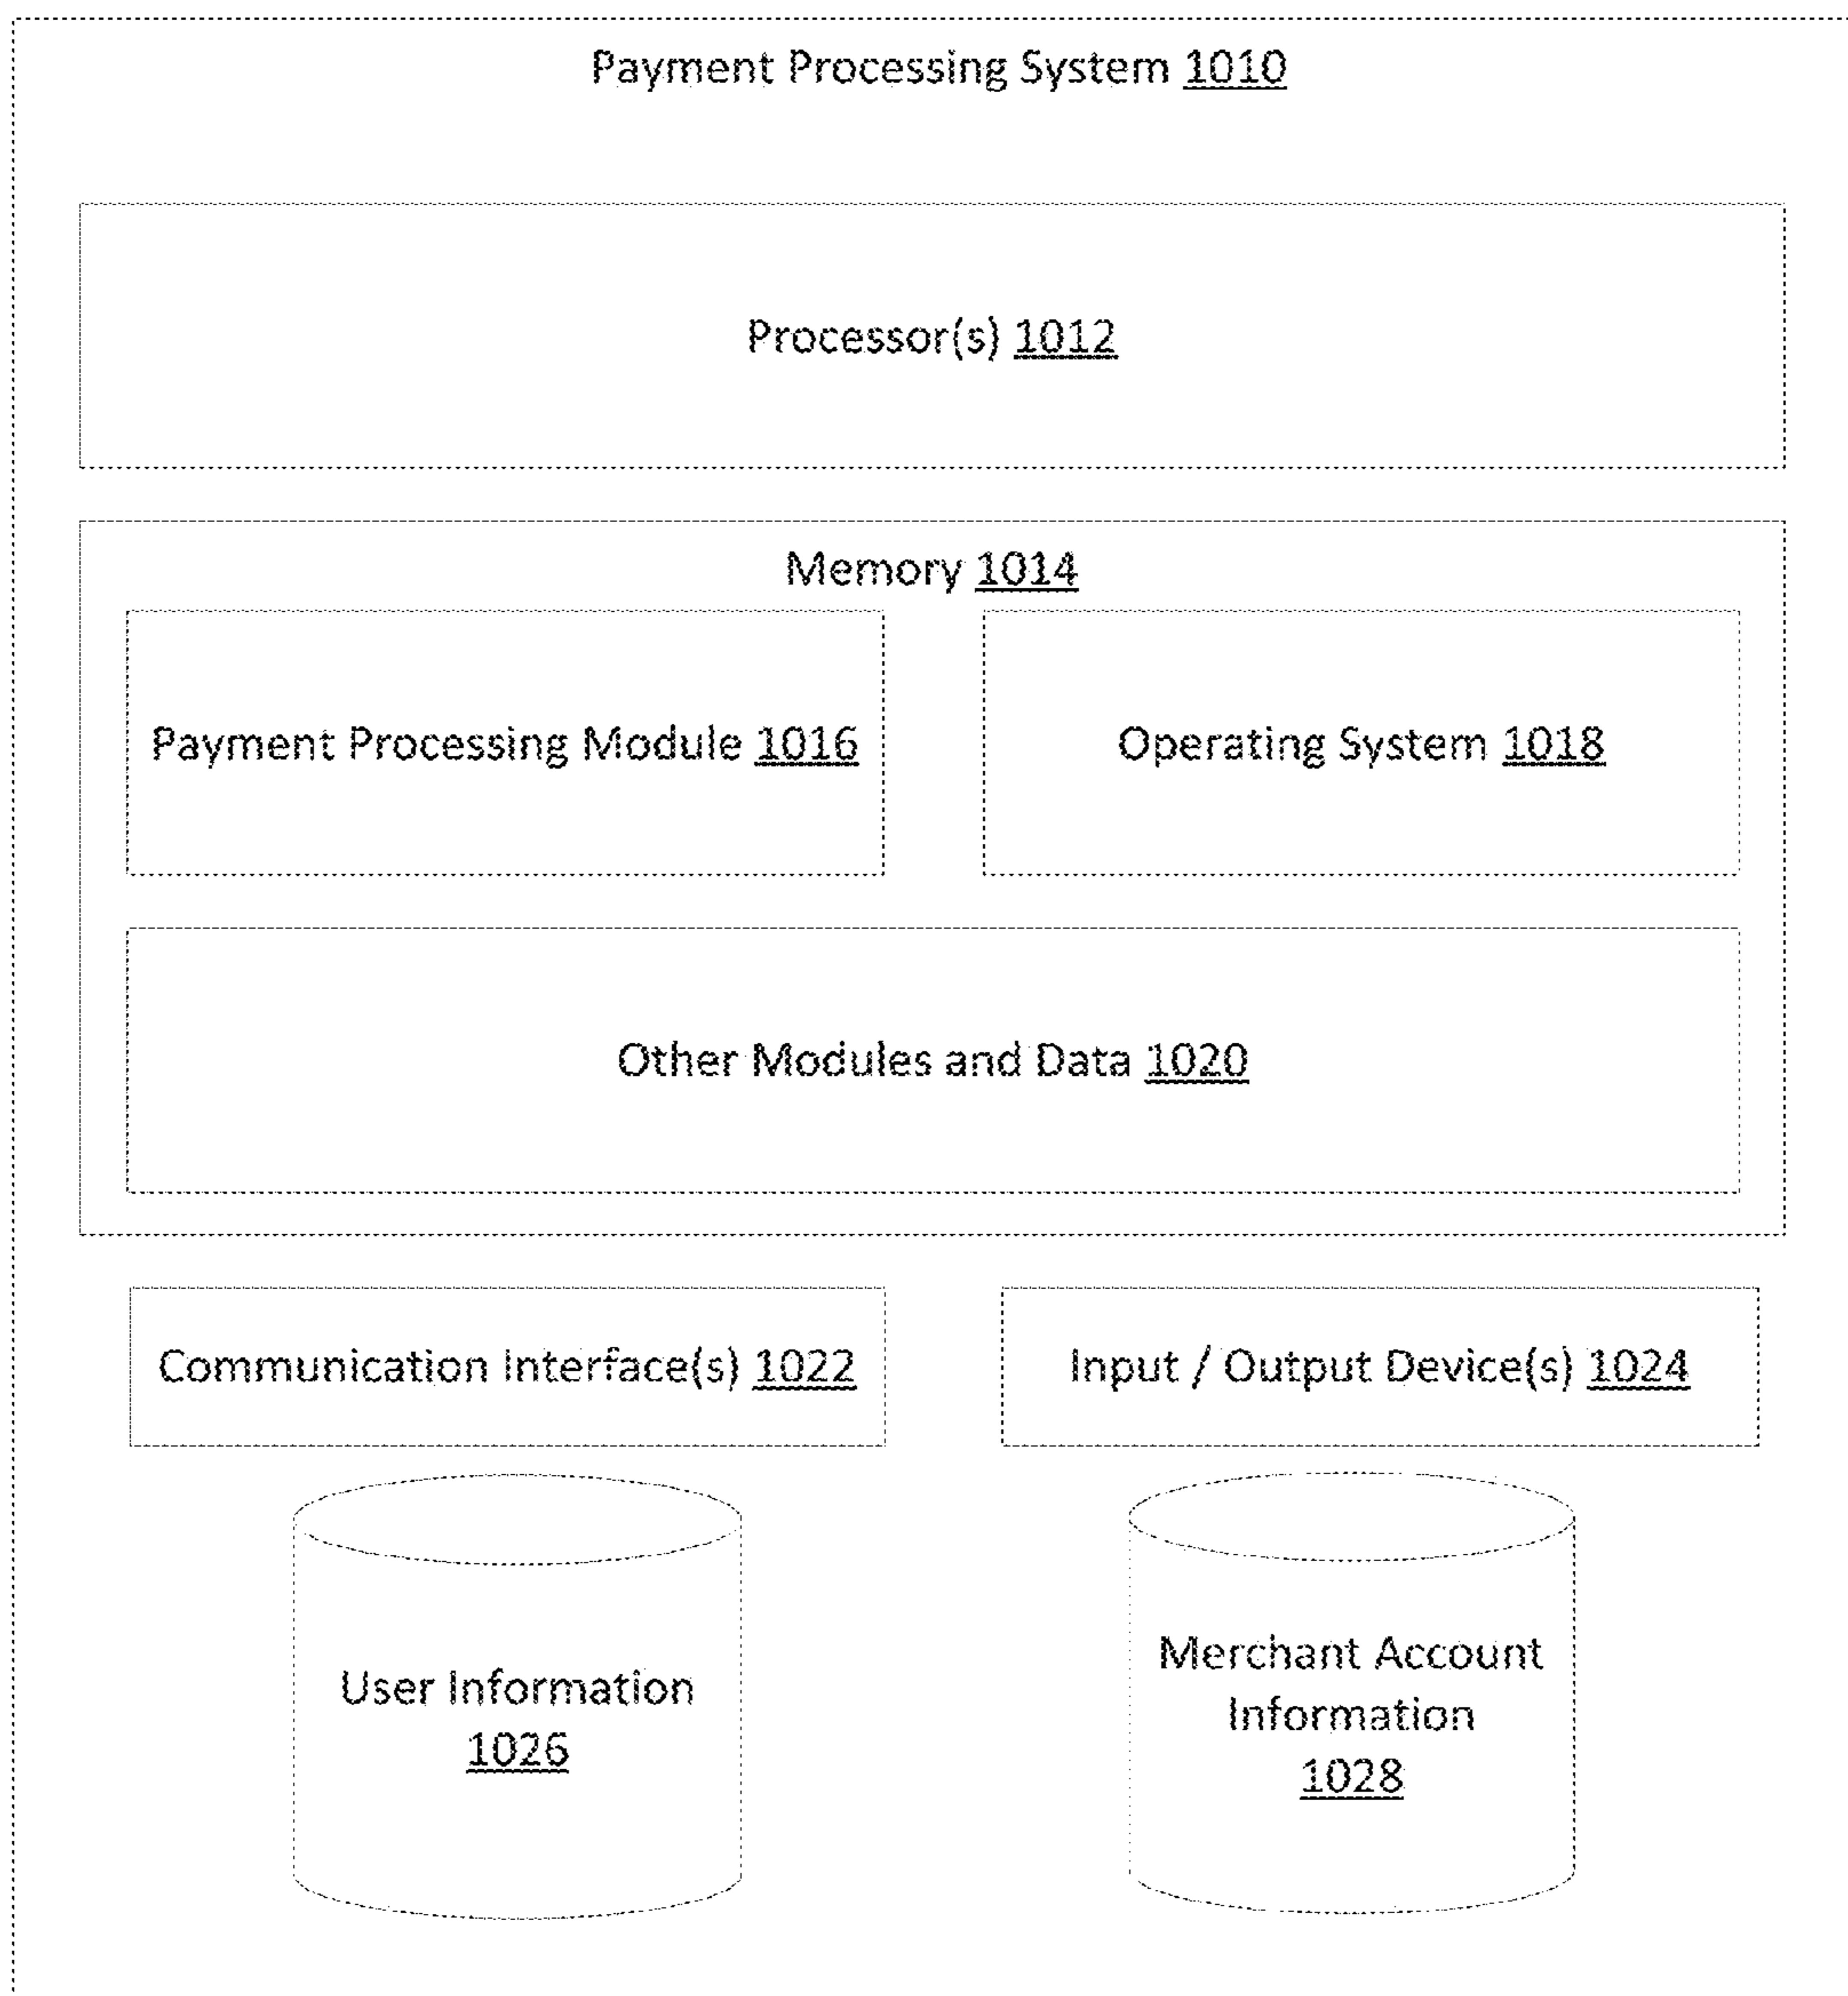 Payment Processing System 1010
Processor(s) 1012
Memory 1014
Payment Processing Module 1016
Operating System 1018
Other Modules and Data 1020
Communication Interface(s) 1022
Input / Output Device(s) 1024
User Information
1026
Merchant Account
Information
1028